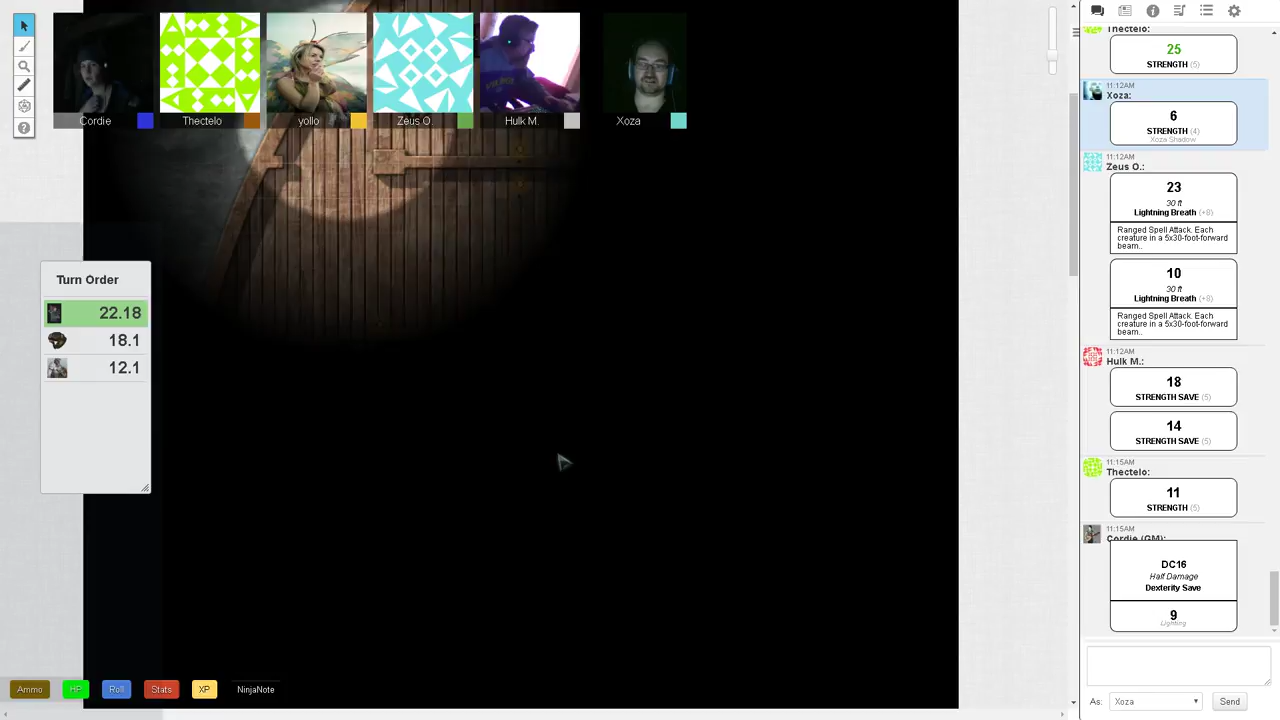 Cordie
Thectelo
yollo
Zeus O.
Hulk M.
Xoza
Turn Order
22.18
18.1
12.1
Ammo
HP
Roll
Stats
XP
NinjaNote
Thectelo:
25
STRENGTH (5)
11:12AM
Xoza:
6
STRENGTH (4)
Xoza Shadow
11:12AM
Zeus O.:
23
30 ft
Lightning Breath (+8)
Ranged Spell Attack. Each
creature in a 5x30-foot-forward
beam..
10
30 ft
Lightning Breath (+8)
Ranged Spell Attack. Each
creature in a 5x30-foot-forward
beam..
11:12AM
Hulk M.:
18
STRENGTH SAVE (5)
14
STRENGTH SAVE (5)
11:15AM
Thectelo:
11
STRENGTH (5)
11:15AM
Cordie (GM):
DC16
Half Damage
Dexterity Save
9
Lighting
As:
Xoza
Send